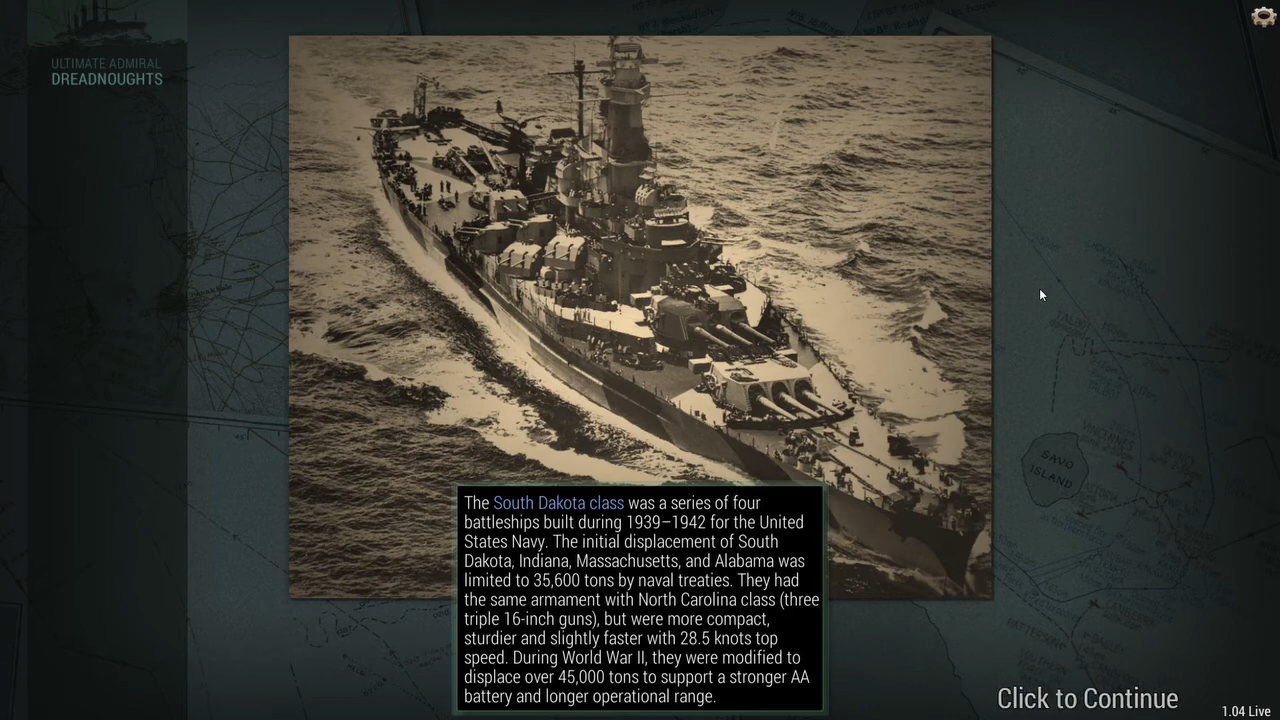 ULTIMATE ADMIRAL
DREADNOUGHTS
SAVO
ISLAND
The South Dakota class was a series of four
battleships built during 1939–1942 for the United
States Navy. The initial displacement of South
Dakota, Indiana, Massachusetts, and Alabama was
limited to 35,600 tons by naval treaties. They had
the same armament with North Carolina class (three
triple 16-inch guns), but were more compact,
sturdier and slightly faster with 28.5 knots top
speed. During World War II, they were modified to
displace over 45,000 tons to support a stronger AA
battery and longer operational range.
Click to Continue
1.04 Live